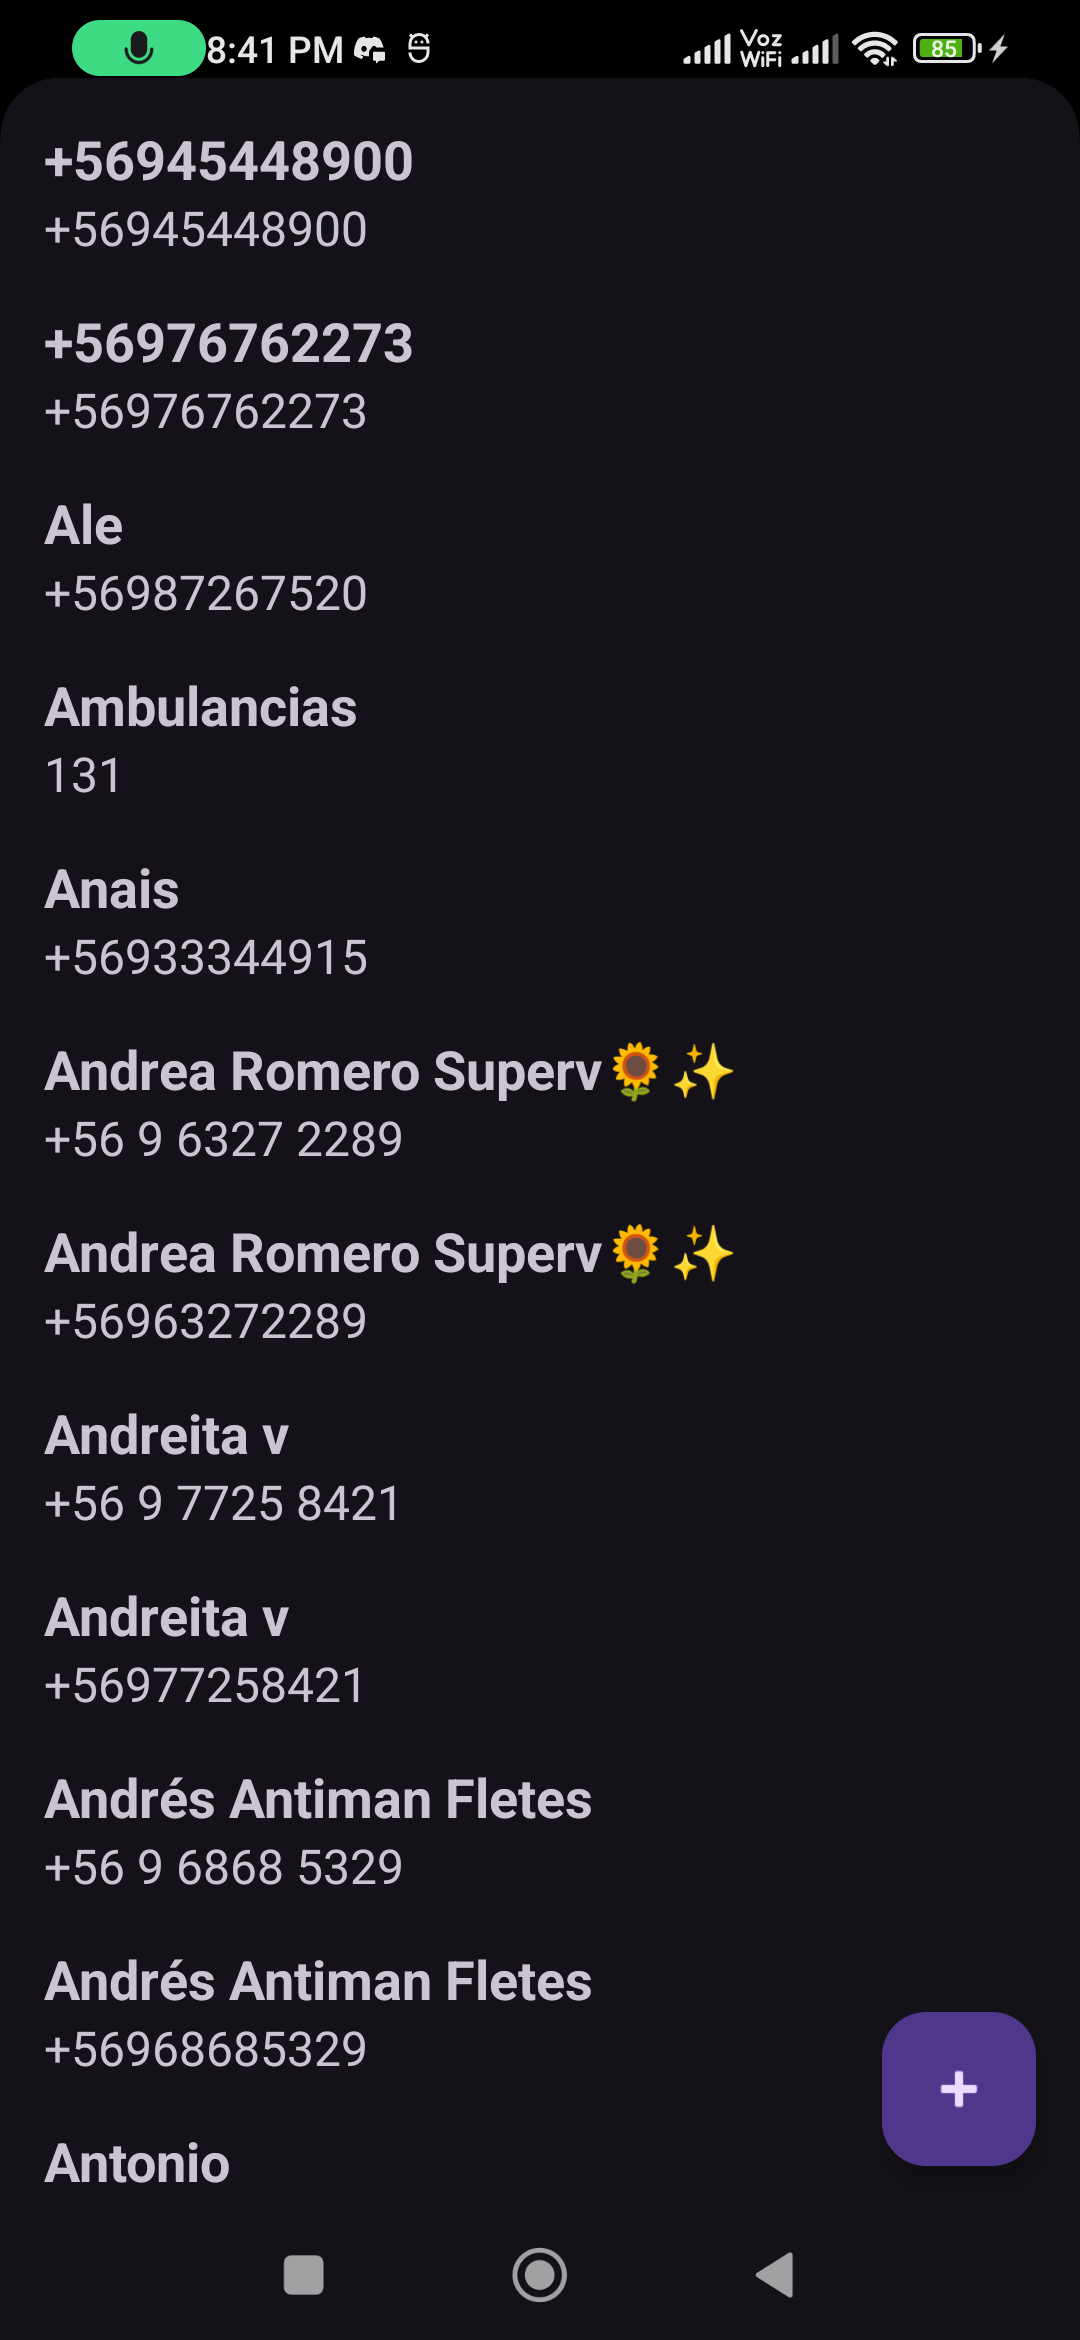 8:41 PM Voz WiFi 85
+56945448900
+56945448900
+56976762273
+56976762273
Ale
+56987267520
Ambulancias
131
Anais
+56933344915
Andrea Romero Superv🌻✨
+56 9 6327 2289
Andrea Romero Superv🌻✨
+56963272289
Andreita v
+56 9 7725 8421
Andreita v
+56977258421
Andrés Antiman Fletes
+56 9 6868 5329
Andrés Antiman Fletes
+56968685329
Antonio